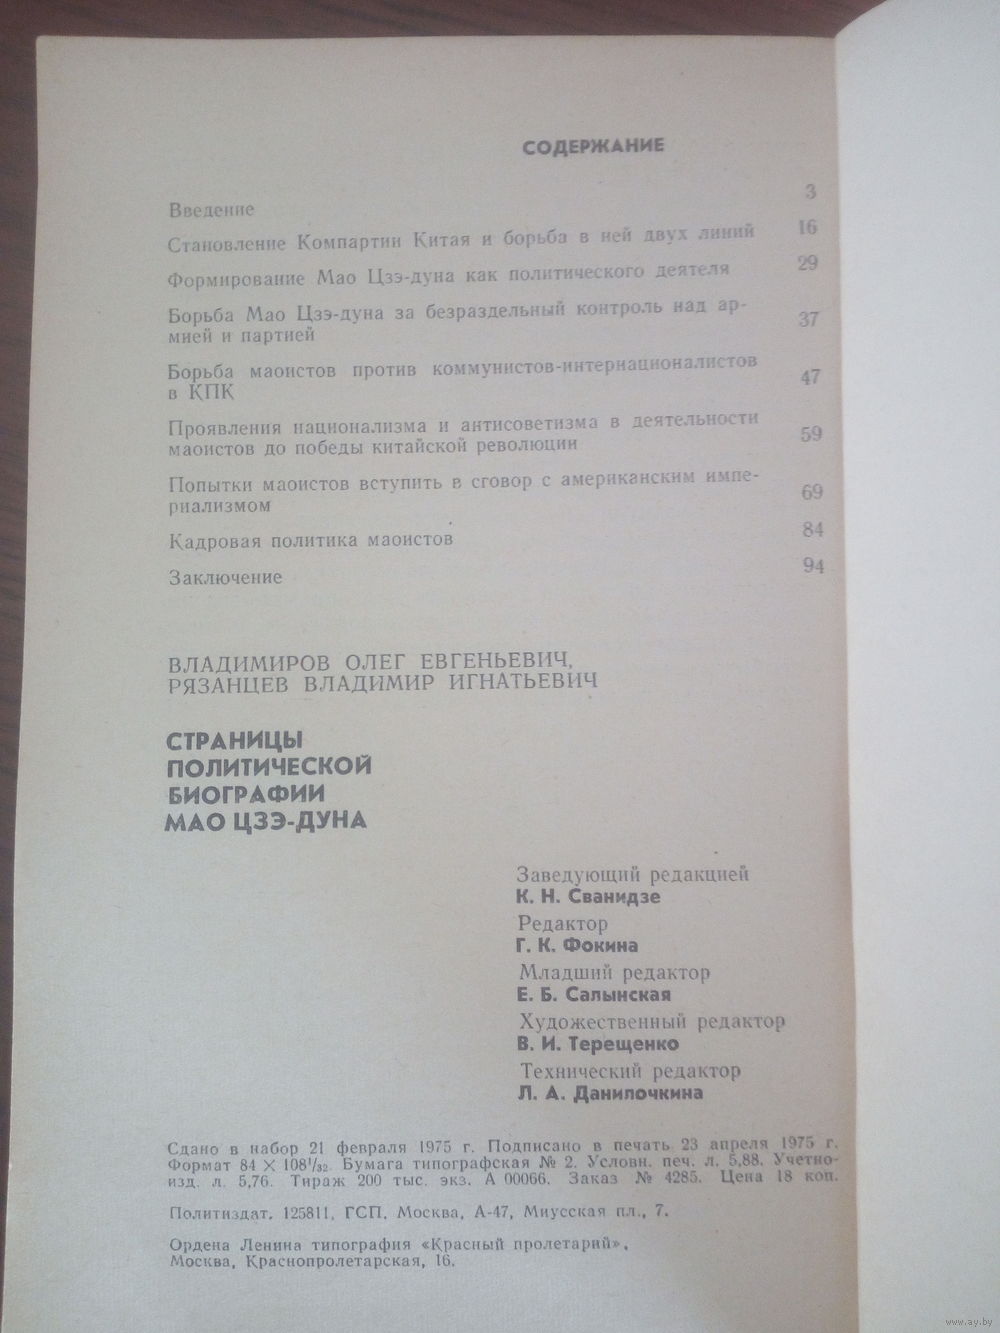 СОДЕРЖАНИЕ
Введение 3
Становление Компартии Китая и борьба в ней двух линий 16
Формирование Мао Цзэ-дуна как политического деятеля 29
Борьба Мао Цзэ-дуна за безраздельный контроль над ар-
мией и партией 37
Борьба маоистов против коммунистов-интернационалистов
в КПК 47
Проявления национализма и антисоветизма в деятельности
маоистов до победы китайской революции 59
Попытки маоистов вступить в сговор с американским импе-
риализмом 69
Кадровая политика маоистов 84
Заключение 94
ВЛАДИМИРОВ ОЛЕГ ЕВГЕНЬЕВИЧ,
РЯЗАНЦЕВ ВЛАДИМИР ИГНАТЬЕВИЧ
СТРАНИЦЫ
ПОЛИТИЧЕСКОЙ
БИОГРАФИИ
МАО ЦЗЭ-ДУНА
Заведующий редакцией
К. Н. Сванидзе
Редактор
Г. К. Фокина
Младший редактор
Е. Б. Салынская
Художественный редактор
В. И. Терещенко
Технический редактор
Л. А. Данилочкина
Сдано в набор 21 февраля 1975 г. Подписано в печать 23 апреля 1975 г.
Формат 84 × 108¹/₃₂. Бумага типографская № 2. Условн. печ. л. 5,88. Учетно-
изд. л. 5,76. Тираж 200 тыс. экз. А 00066. Заказ № 4285. Цена 18 коп.
Политиздат, 125811, ГСП, Москва, А-47, Миусская пл., 7.
Ордена Ленина типография «Красный пролетарий».
Москва, Краснопролетарская, 16.
www.ay.by